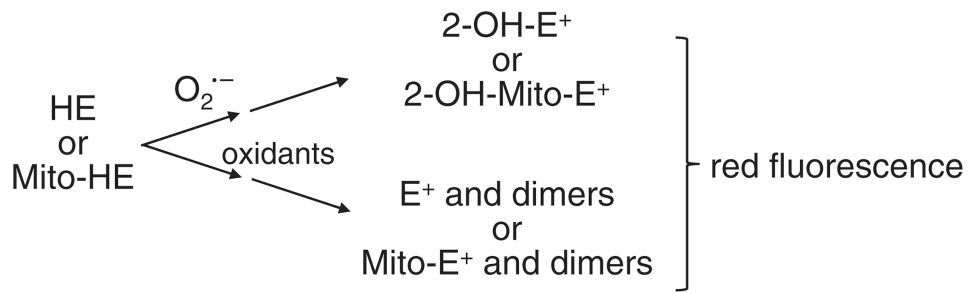 HE
or
Mito-HE
O₂˙⁻
oxidants
2-OH-E⁺
or
2-OH-Mito-E⁺
E⁺ and dimers
or
Mito-E⁺ and dimers
red fluorescence